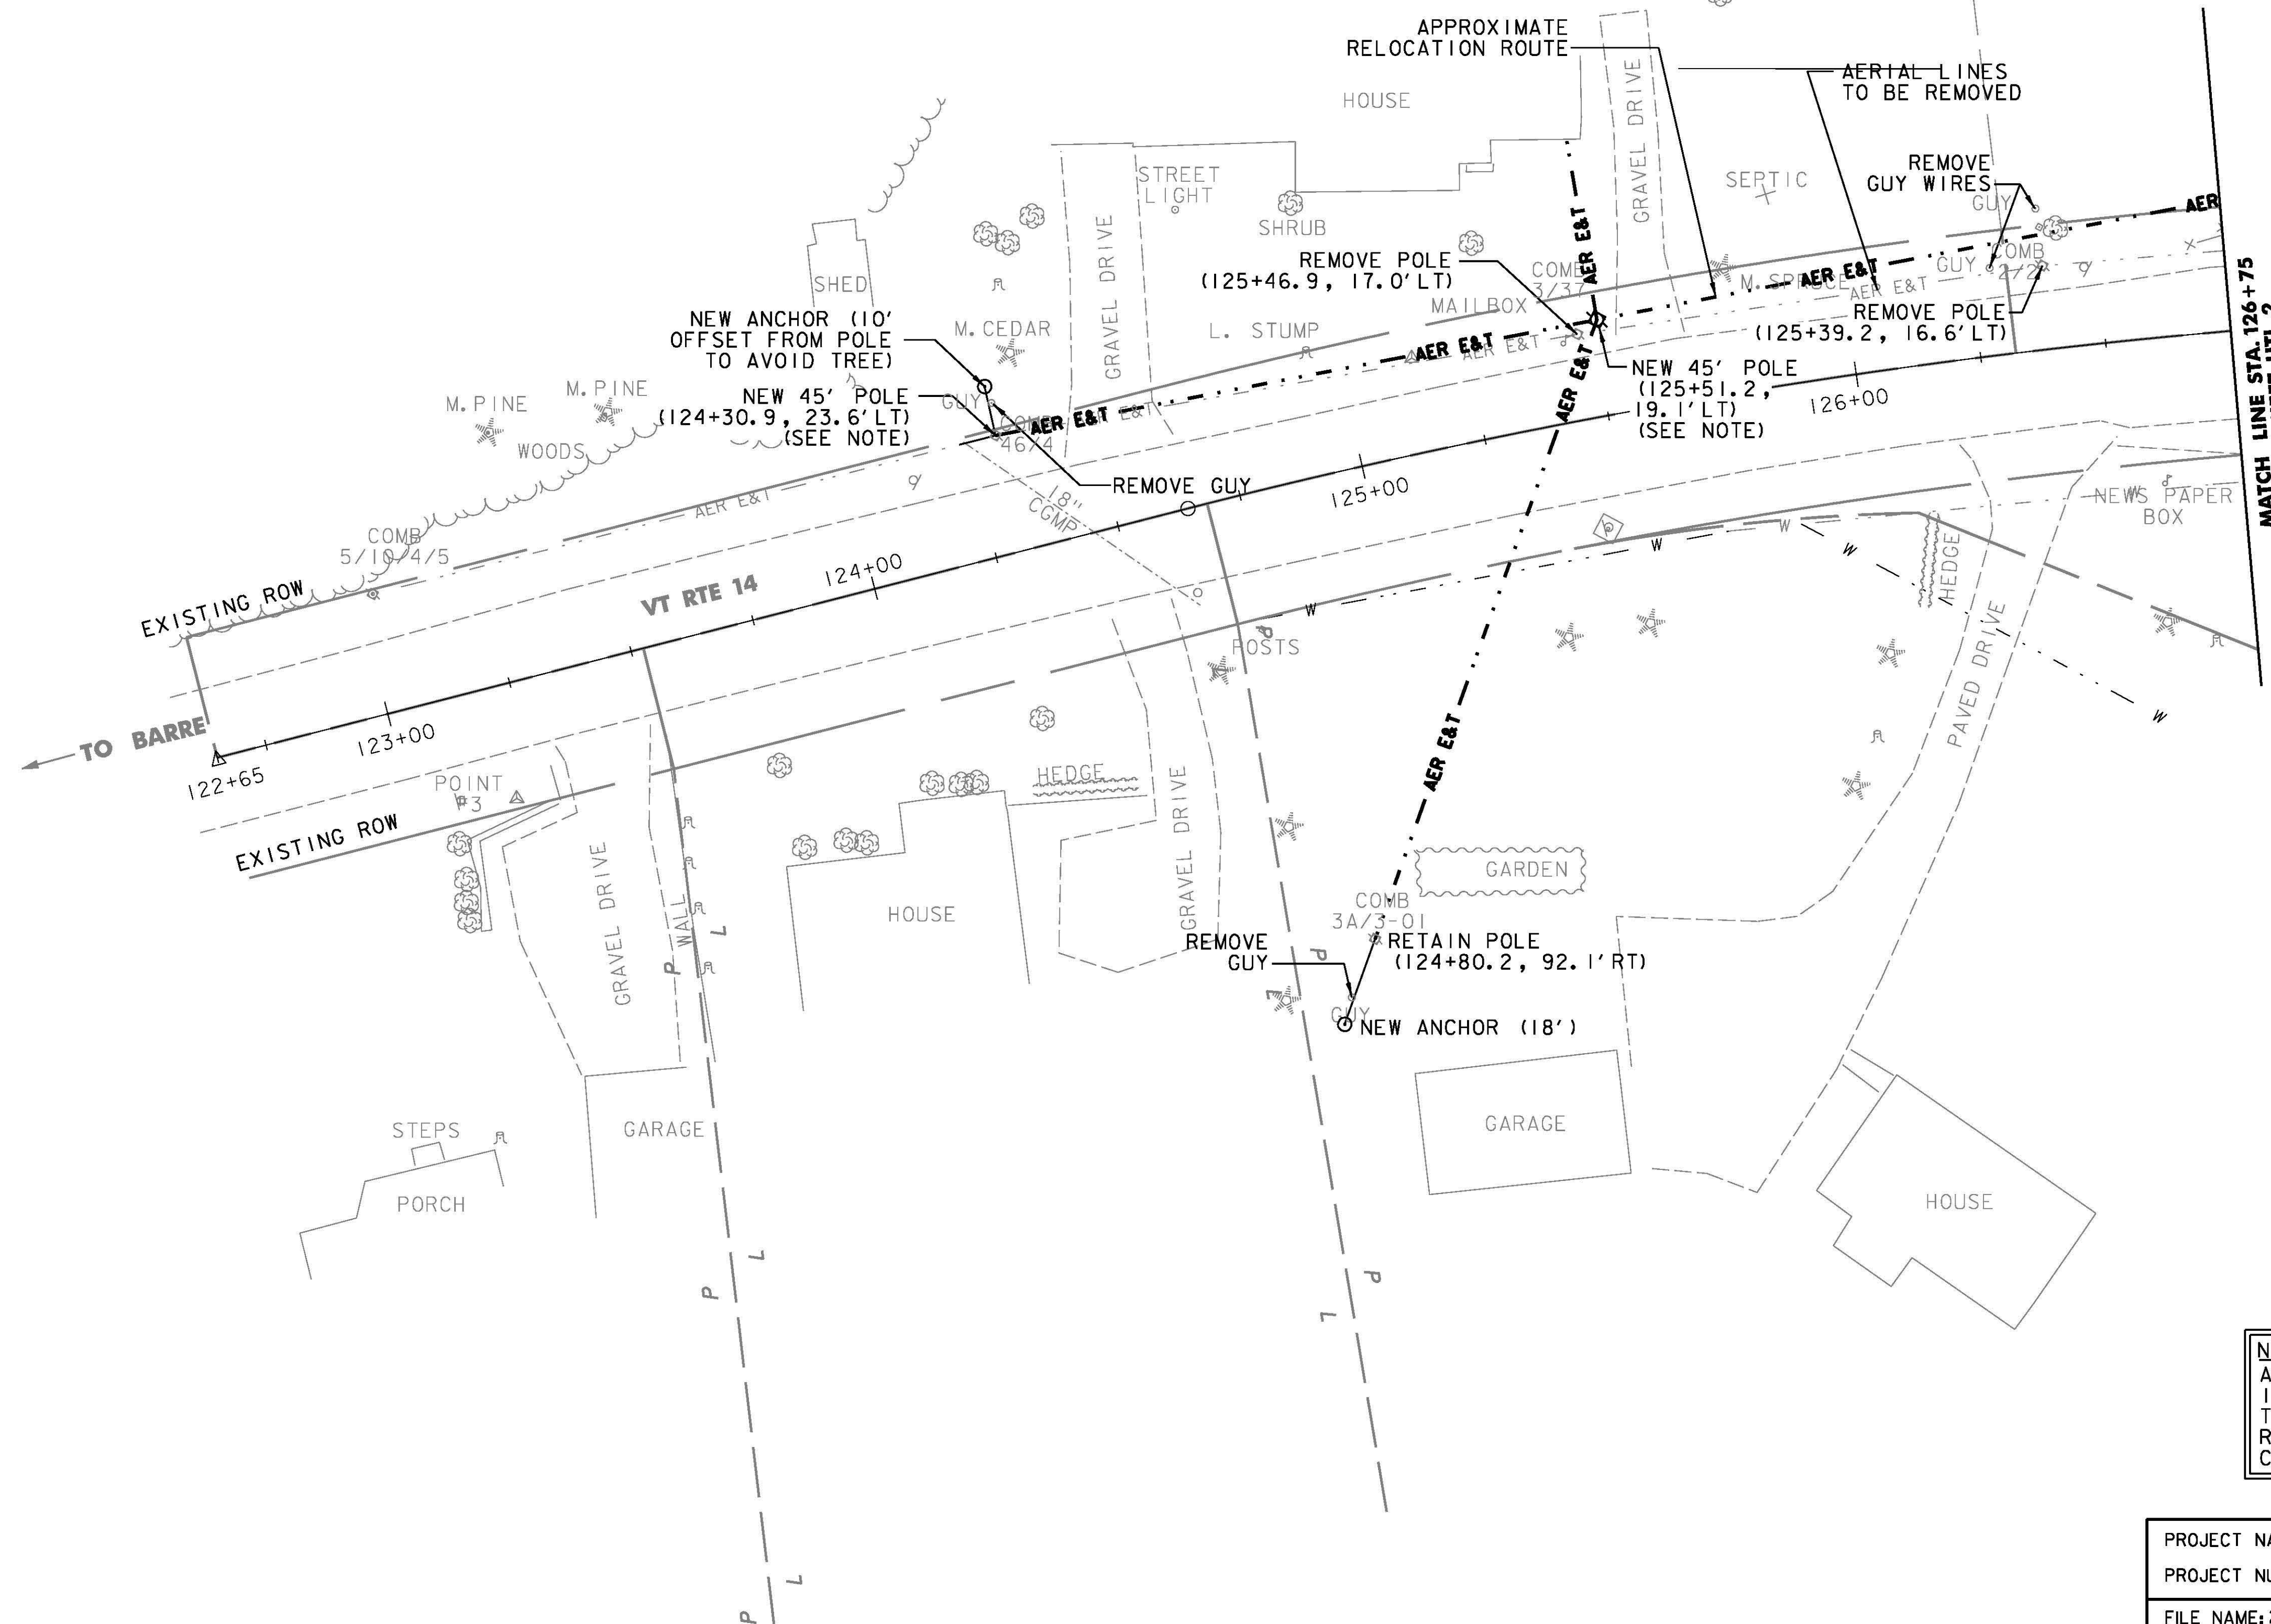 APPROXIMATE
RELOCATION ROUTE
HOUSE
GRAVEL DRIVE
AERIAL LINES
TO BE REMOVED
REMOVE
GUY WIRES
GUY
SEPTIC
STREET
LIGHT
SHRUB
GRAVEL DRIVE
SHED
REMOVE POLE
(125+46.9, 17.0'LT)
COMB
3/37
MAILBOX
AER E&T
AER E&T
M. SPRUCE
AER E&T
AER E&T
GUY
COMB
2/2
AER
REMOVE POLE
(125+39.2, 16.6'LT)
MATCH LINE STA. 126+75
NEW ANCHOR (10'
OFFSET FROM POLE
TO AVOID TREE)
M. CEDAR
L. STUMP
AER E&T
AER E&T
NEW 45' POLE
(125+51.2,
19.1'LT)
(SEE NOTE)
126+00
M. PINE
M. PINE
WOODS
NEW 45' POLE
(124+30.9, 23.6'LT)
(SEE NOTE)
GUY
COMB
46/4
AER E&T
AER E&T
REMOVE GUY
18"
CGMP
125+00
AER E&T
COMB
5/10/4/5
EXISTING ROW
VT RTE 14
124+00
NEWS PAPER
BOX
W
W
W
W
W
W
HEDGE
PAVED DRIVE
TO BARRE
122+65
123+00
POINT
#3
EXISTING ROW
POSTS
P
AER E&T
HEDGE
GRAVEL DRIVE
GRAVEL DRIVE
WALL
P
L
HOUSE
GARDEN
COMB
3A/3-01
RETAIN POLE
(124+80.2, 92.1'RT)
REMOVE
GUY
P
L
GUY
NEW ANCHOR (18')
STEPS
PORCH
GARAGE
GARAGE
HOUSE
P
L
P
L
P
L
PROJECT NA
PROJECT NU
FILE NAME: